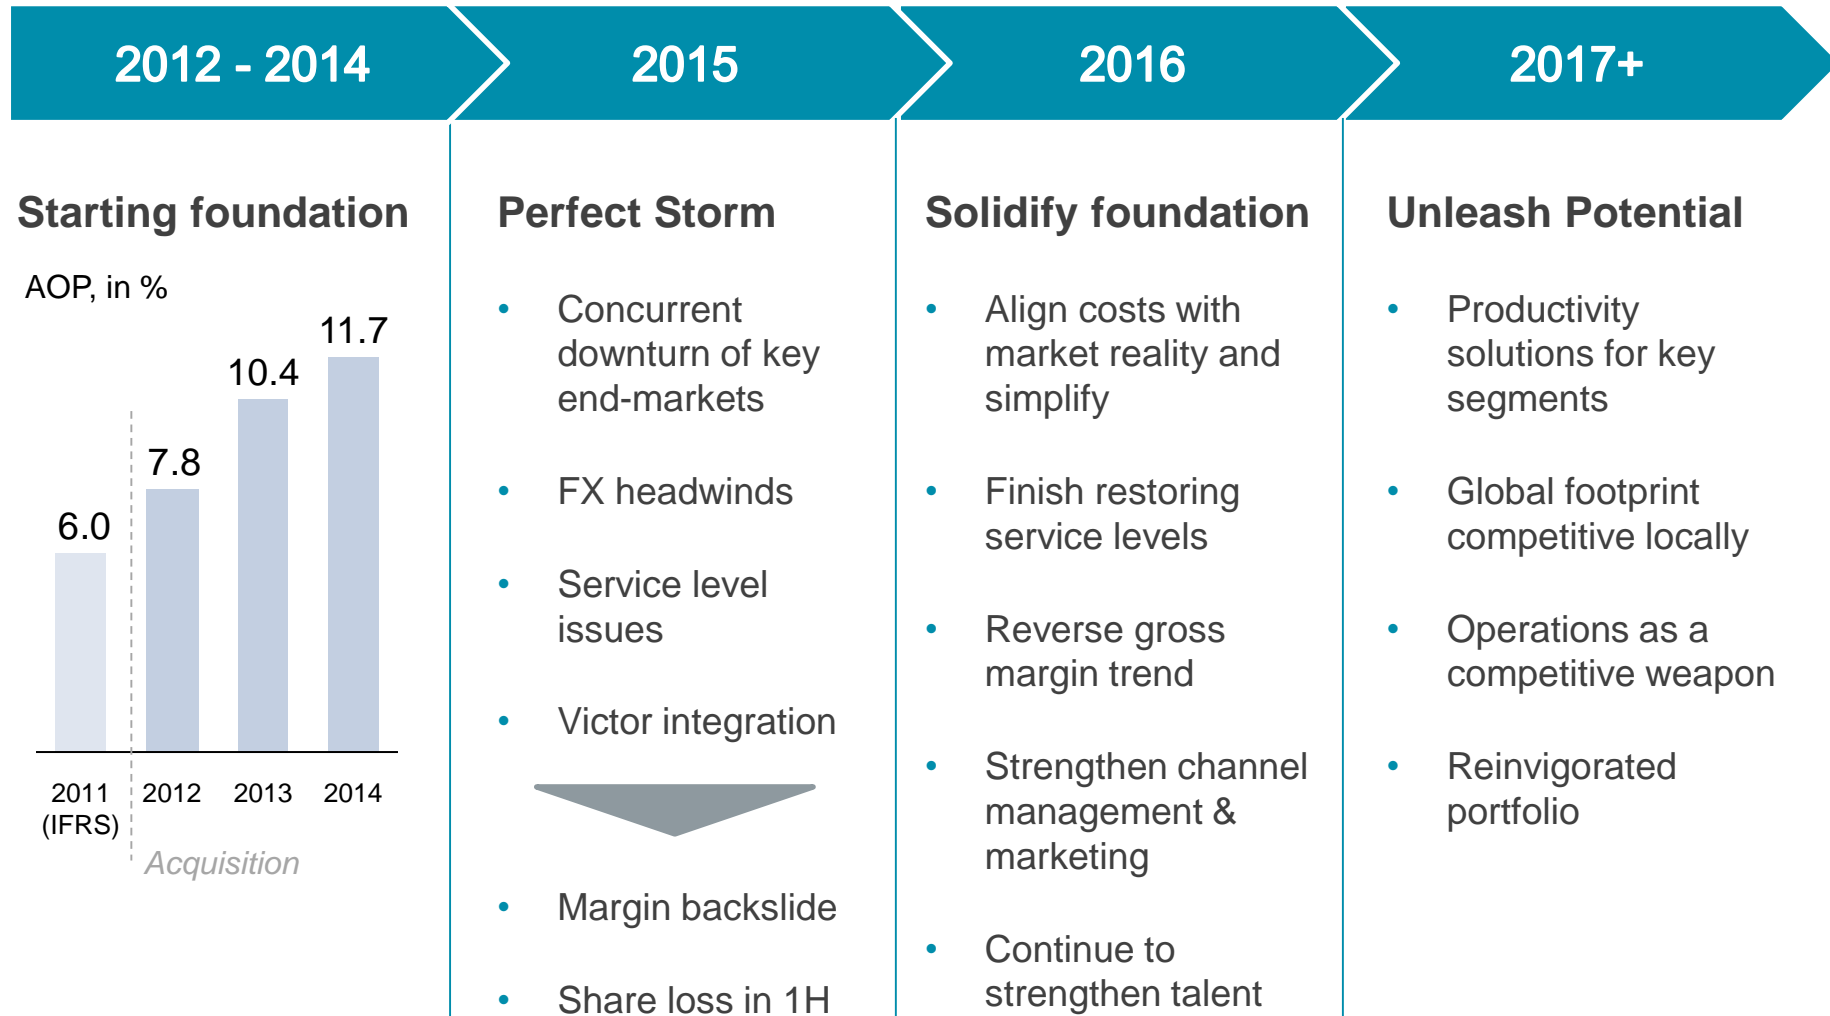 2012 - 2014
2015
2016
2017+
Starting foundation
AOP, in %
6.0
7.8
10.4
11.7
2011
(IFRS)
2012
2013
2014
Acquisition
Perfect Storm
• Concurrent
downturn of key
end-markets
• FX headwinds
• Service level
issues
• Victor integration
• Margin backslide
• Share loss in 1H
Solidify foundation
• Align costs with
market reality and
simplify
• Finish restoring
service levels
• Reverse gross
margin trend
• Strengthen channel
management &
marketing
• Continue to
strengthen talent
Unleash Potential
• Productivity
solutions for key
segments
• Global footprint
competitive locally
• Operations as a
competitive weapon
• Reinvigorated
portfolio